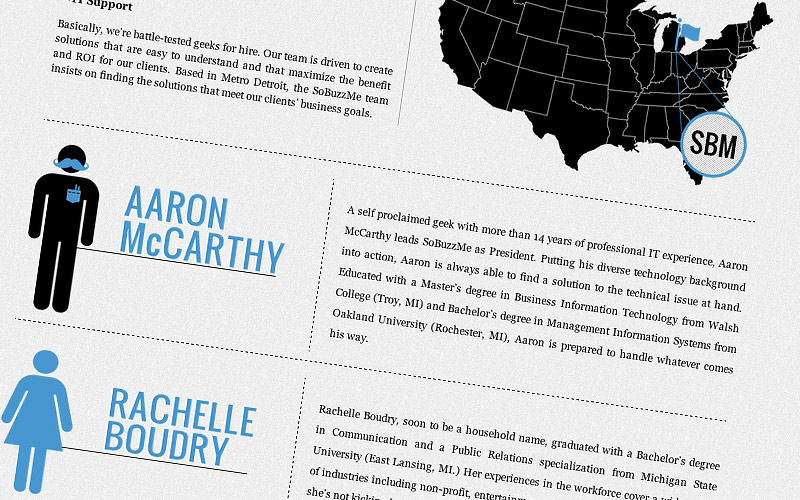 Support
Basically, we're battle-tested geeks for hire. Our team is driven to create
solutions that are easy to understand and that maximize the benefit
and ROI for our clients. Based in Metro Detroit, the SoBuzzMe team
insists on finding the solutions that meet our clients' business goals.
SBM
AARON
McCARTHY
A self proclaimed geek with more than 14 years of professional IT experience, Aaron
McCarthy leads SoBuzzMe as President. Putting his diverse technology background
into action, Aaron is always able to find a solution to the technical issue at hand.
Educated with a Master's degree in Business Information Technology from Walsh
College (Troy, MI) and Bachelor's degree in Management Information Systems from
Oakland University (Rochester, MI), Aaron is prepared to handle whatever comes
his way.
RACHELLE
BOUDRY
Rachelle Boudry, soon to be a household name, graduated with a Bachelor's degree
in Communication and a Public Relations specialization from Michigan State
University (East Lansing, MI.) Her experiences in the workforce cover a
of industries including non-profit,
she's not